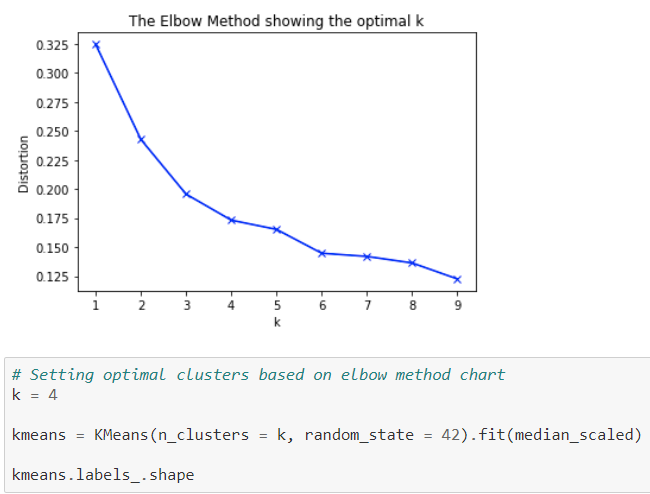 The Elbow Method showing the optimal k
0.325
0.300
0.275
0.250
0.225
0.200
0.175
0.150
0.125
Distortion
1 2 3 4 5 6 7 8 9
k
# Setting optimal clusters based on elbow method chart
k = 4
kmeans = KMeans(n_clusters = k, random_state = 42).fit(median_scaled)
kmeans.labels_.shape